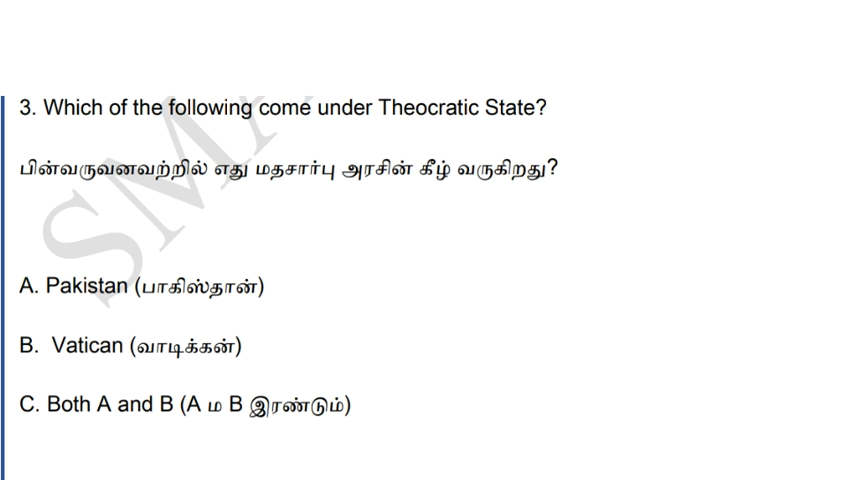 3. Which of the following come under Theocratic State?
பின்வருவனவற்றில் எது மதசார்பு அரசின் கீழ் வருகிறது?
A. Pakistan (பாகிஸ்தான்)
B. Vatican (வாடிக்கன்)
C. Both A and B (A ம B இரண்டும்)